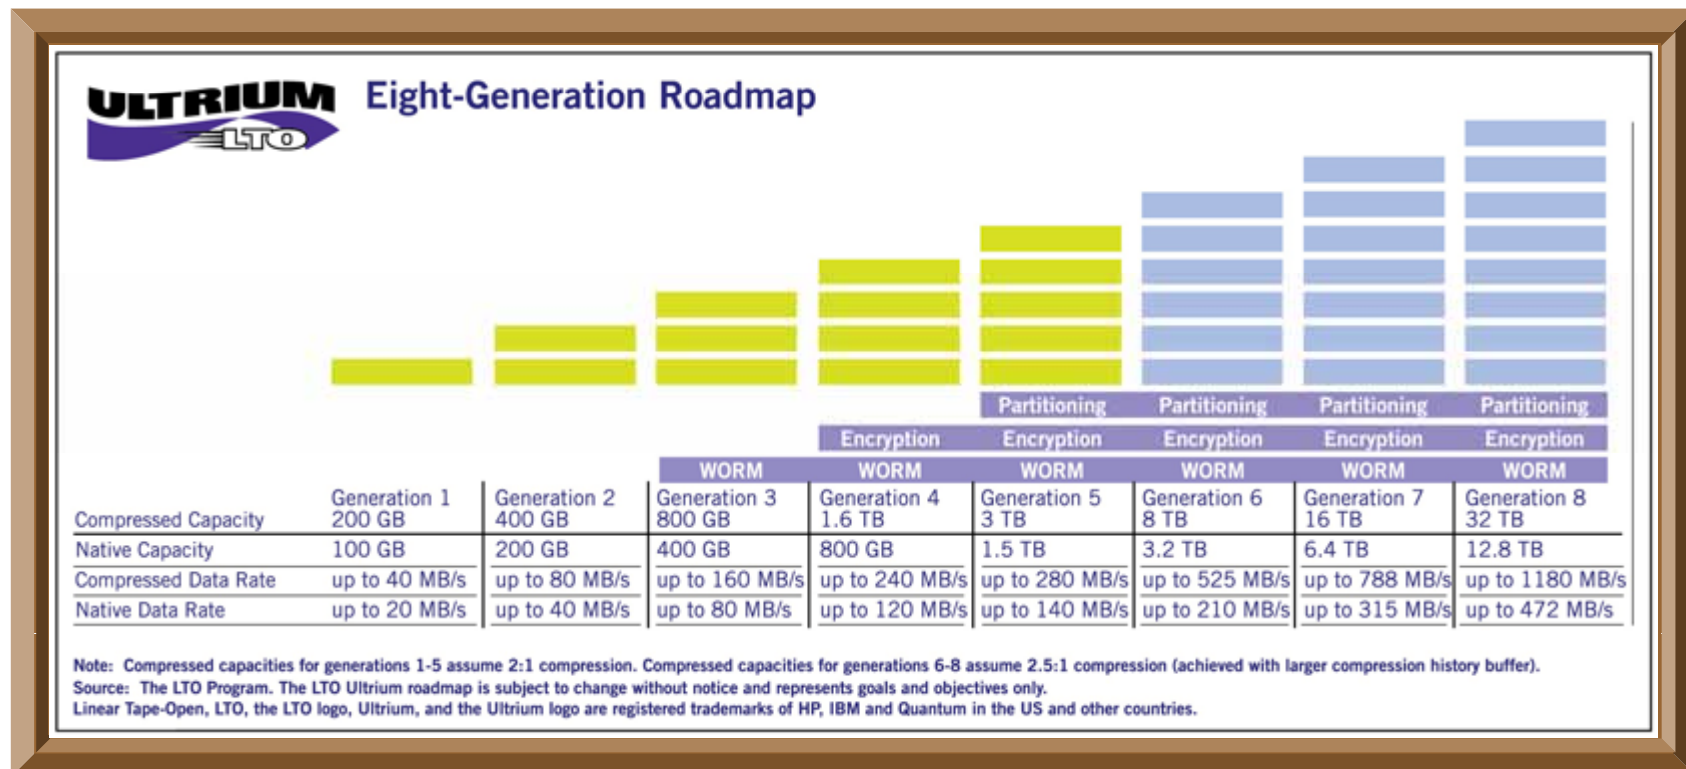 ULTRIUM
LTO
Eight-Generation Roadmap
Partitioning Partitioning Partitioning Partitioning
Encryption Encryption Encryption Encryption Encryption
WORM WORM WORM WORM WORM WORM
Generation 1 Generation 2 Generation 3 Generation 4 Generation 5 Generation 6 Generation 7 Generation 8
Compressed Capacity 200 GB 400 GB 800 GB 1.6 TB 3 TB 8 TB 16 TB 32 TB
Native Capacity 100 GB 200 GB 400 GB 800 GB 1.5 TB 3.2 TB 6.4 TB 12.8 TB
Compressed Data Rate up to 40 MB/s up to 80 MB/s up to 160 MB/s up to 240 MB/s up to 280 MB/s up to 525 MB/s up to 788 MB/s up to 1180 MB/s
Native Data Rate up to 20 MB/s up to 40 MB/s up to 80 MB/s up to 120 MB/s up to 140 MB/s up to 210 MB/s up to 315 MB/s up to 472 MB/s
Note: Compressed capacities for generations 1-5 assume 2:1 compression. Compressed capacities for generations 6-8 assume 2.5:1 compression (achieved with larger compression history buffer).
Source: The LTO Program. The LTO Ultrium roadmap is subject to change without notice and represents goals and objectives only.
Linear Tape-Open, LTO, the LTO logo, Ultrium, and the Ultrium logo are registered trademarks of HP, IBM and Quantum in the US and other countries.